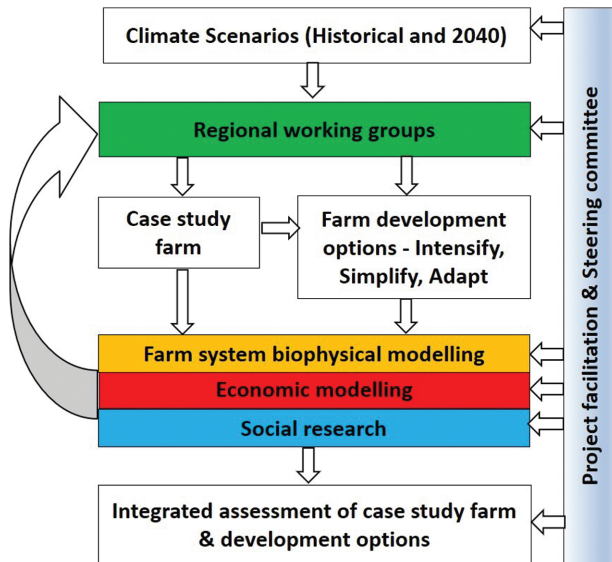 Climate Scenarios (Historical and 2040)
Regional working groups
Case study
farm
Farm development
options - Intensify,
Simplify, Adapt
Farm system biophysical modelling
Economic modelling
Social research
Integrated assessment of case study farm
& development options
Project facilitation & Steering committee